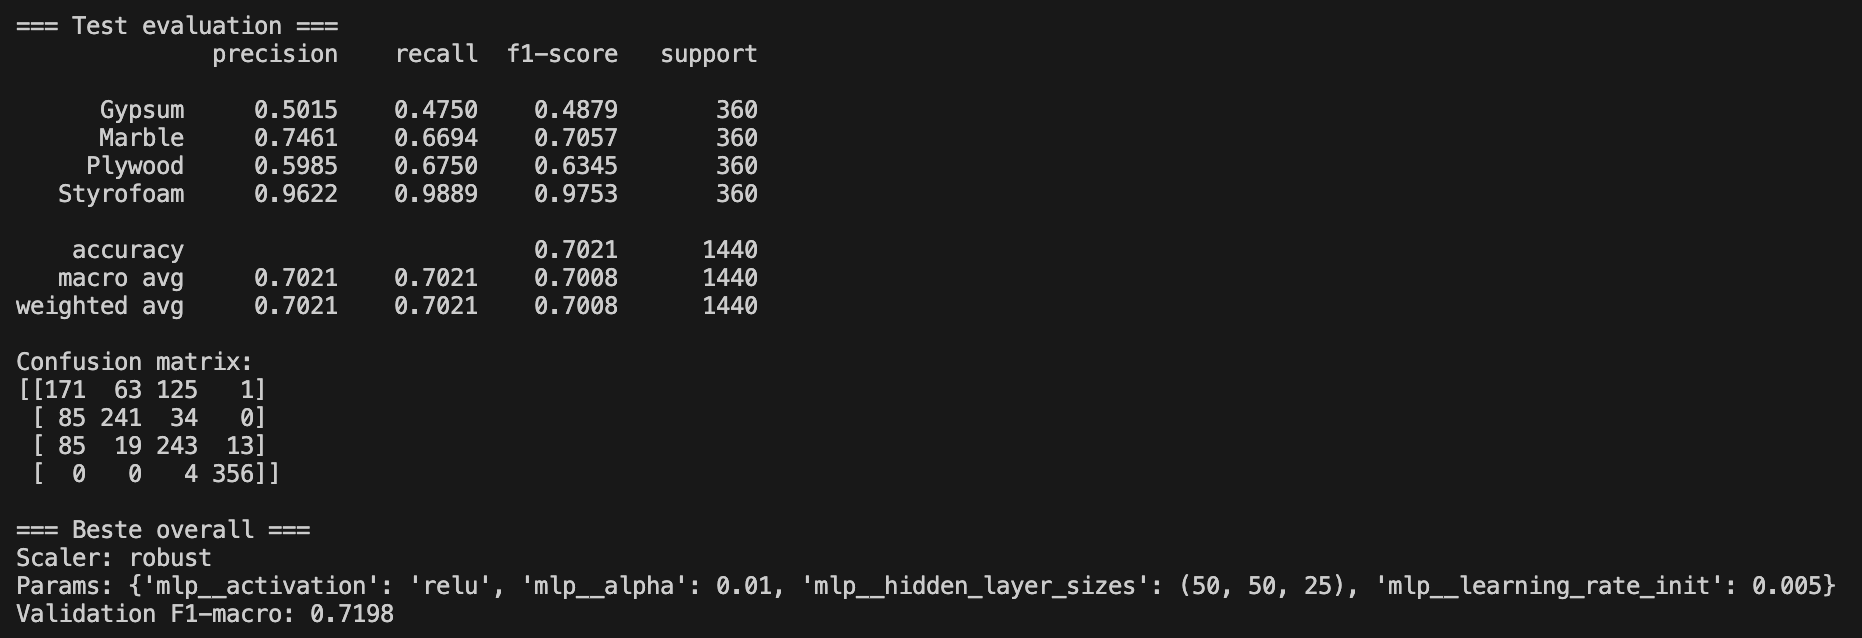 === Test evaluation ===
precision recall f1-score support
Gypsum 0.5015 0.4750 0.4879 360
Marble 0.7461 0.6694 0.7057 360
Plywood 0.5985 0.6750 0.6345 360
Styrofoam 0.9622 0.9889 0.9753 360
accuracy 0.7021 1440
macro avg 0.7021 0.7021 0.7008 1440
weighted avg 0.7021 0.7021 0.7008 1440
Confusion matrix:
[[171 63 125 1]
[ 85 241 34 0]
[ 85 19 243 13]
[ 0 0 4 356]]
=== Beste overall ===
Scaler: robust
Params: {'mlp__activation': 'relu', 'mlp__alpha': 0.01, 'mlp__hidden_layer_sizes': (50, 50, 25), 'mlp__learning_rate_init': 0.005}
Validation F1-macro: 0.7198